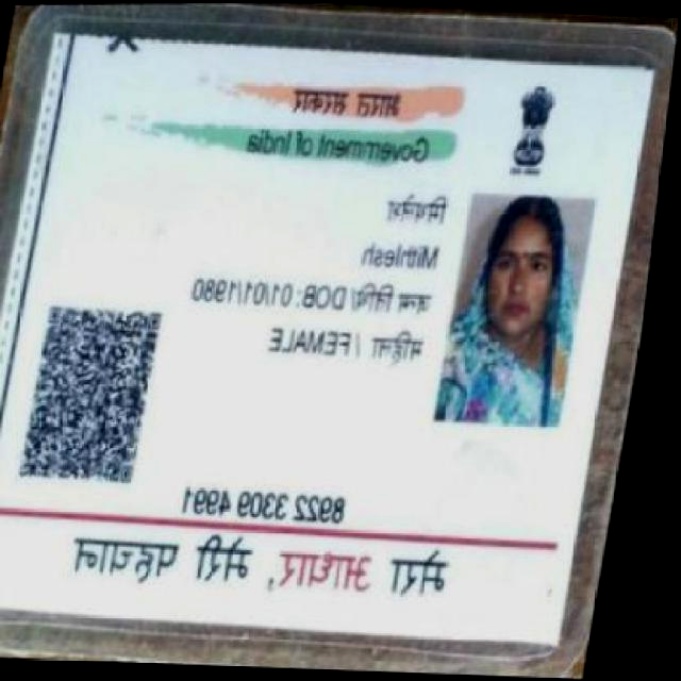 भारत सरकार
Government of India
मिथलेश
Mithlesh
जन्म तिथि/ DOB: 01/01/1980
महिला / FEMALE
8922 3309 4991
मेरा आधार, मेरी पहचान